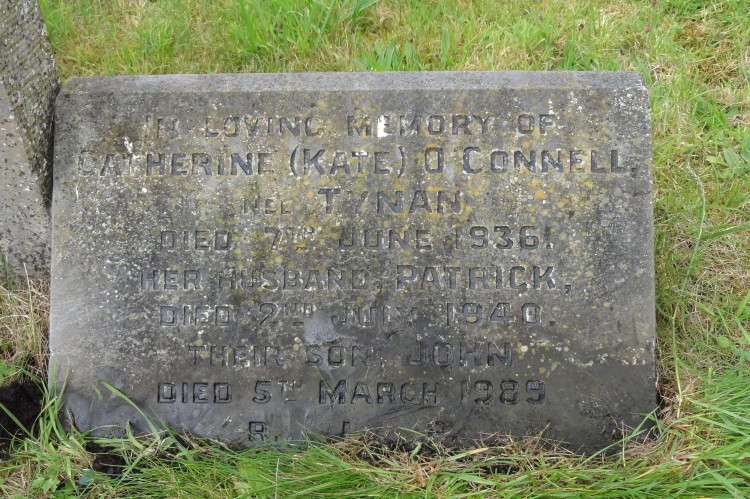 IN LOVING MEMORY OF
CATHERINE (KATE) O'CONNELL,
NEE TYNAN
DIED 7TH JUNE 1936.
HER HUSBAND, PATRICK,
DIED 2ND JULY 1940.
THEIR SON, JOHN
DIED 5TH MARCH 1989